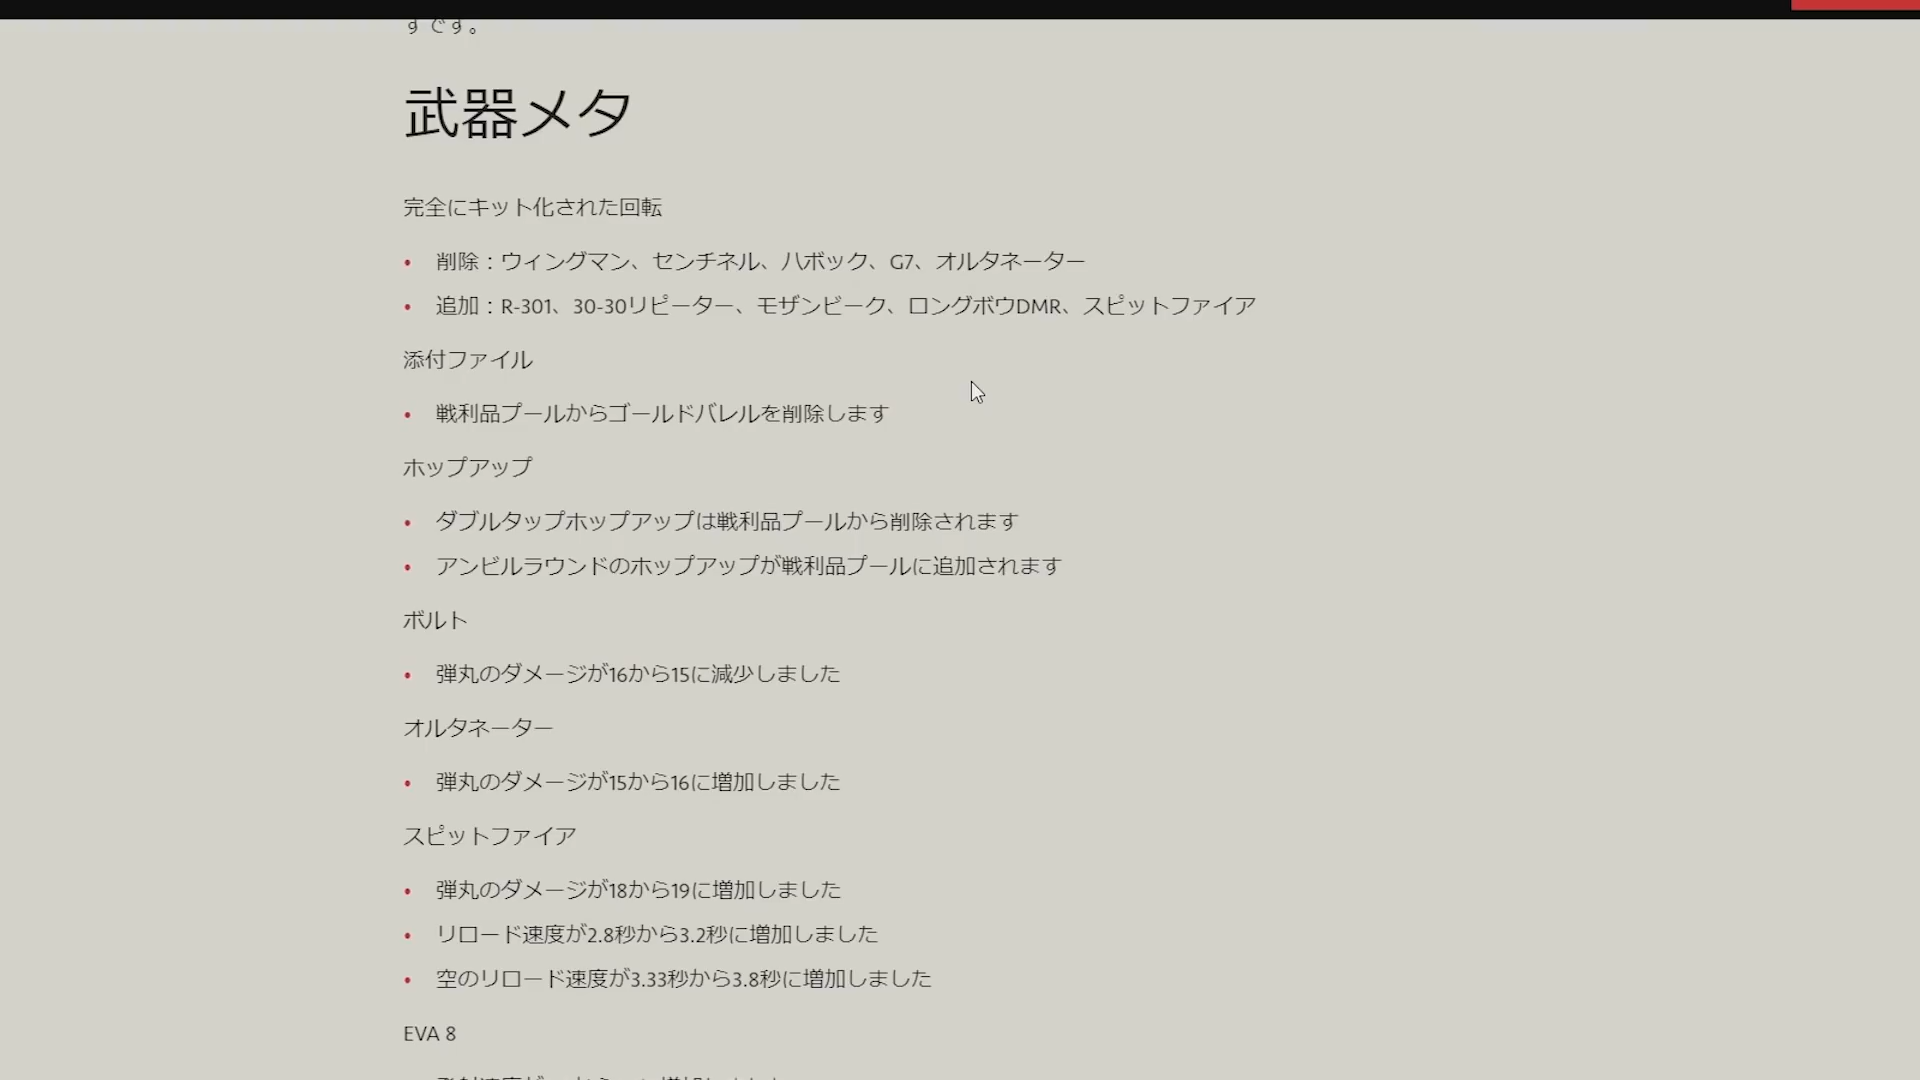 すです。
武器メタ
完全にキット化された回転
• 削除：ウィングマン、センチネル、ハボック、G7、オルタネーター
• 追加：R-301、30-30リピーター、モザンビーク、ロングボウDMR、スピットファイア
添付ファイル
• 戦利品プールからゴールドバレルを削除します
ホップアップ
• ダブルタップホップアップは戦利品プールから削除されます
• アンビルラウンドのホップアップが戦利品プールに追加されます
ボルト
• 弾丸のダメージが16から15に減少しました
オルタネーター
• 弾丸のダメージが15から16に増加しました
スピットファイア
• 弾丸のダメージが18から19に増加しました
• リロード速度が2.8秒から3.2秒に増加しました
• 空のリロード速度が3.33秒から3.8秒に増加しました
EVA 8